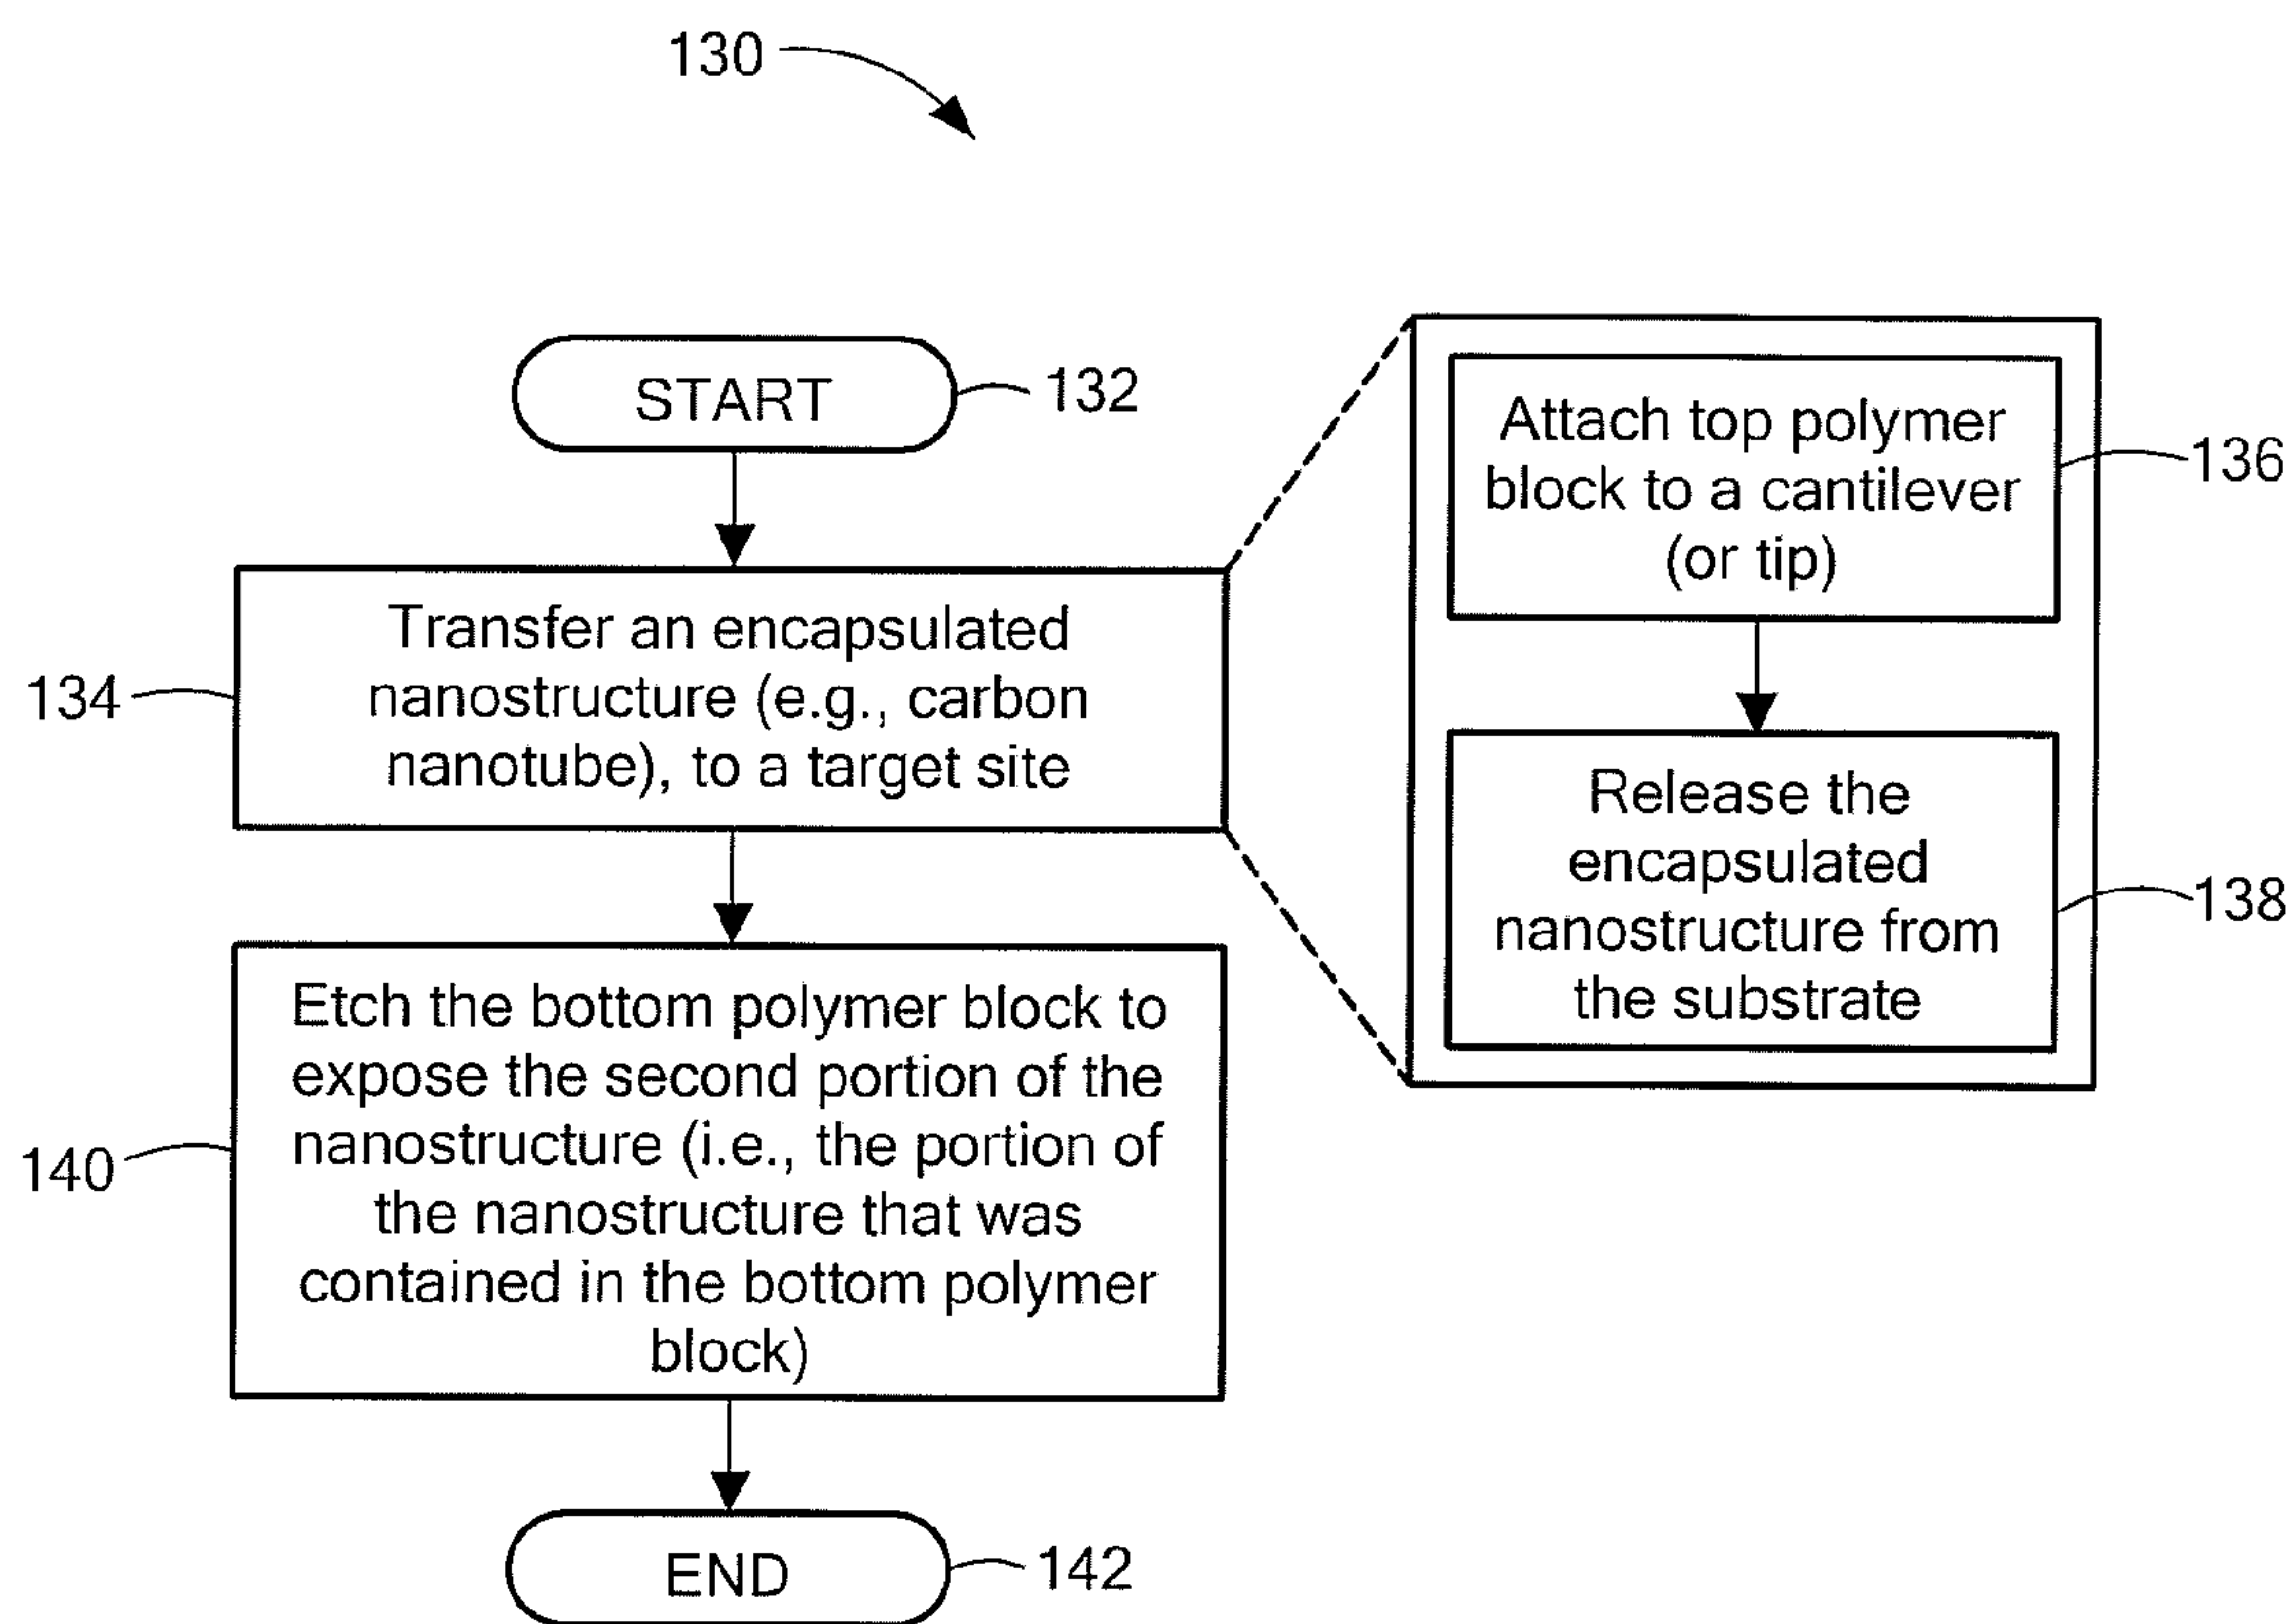 130
START
132
134
Transfer an encapsulated
nanostructure (e.g., carbon
nanotube), to a target site
Attach top polymer
block to a cantilever
(or tip)
136
Release the
encapsulated
nanostructure from
the substrate
138
140
Etch the bottom polymer block to
expose the second portion of the
nanostructure (i.e., the portion of
the nanostructure that was
contained in the bottom polymer
block)
END
142